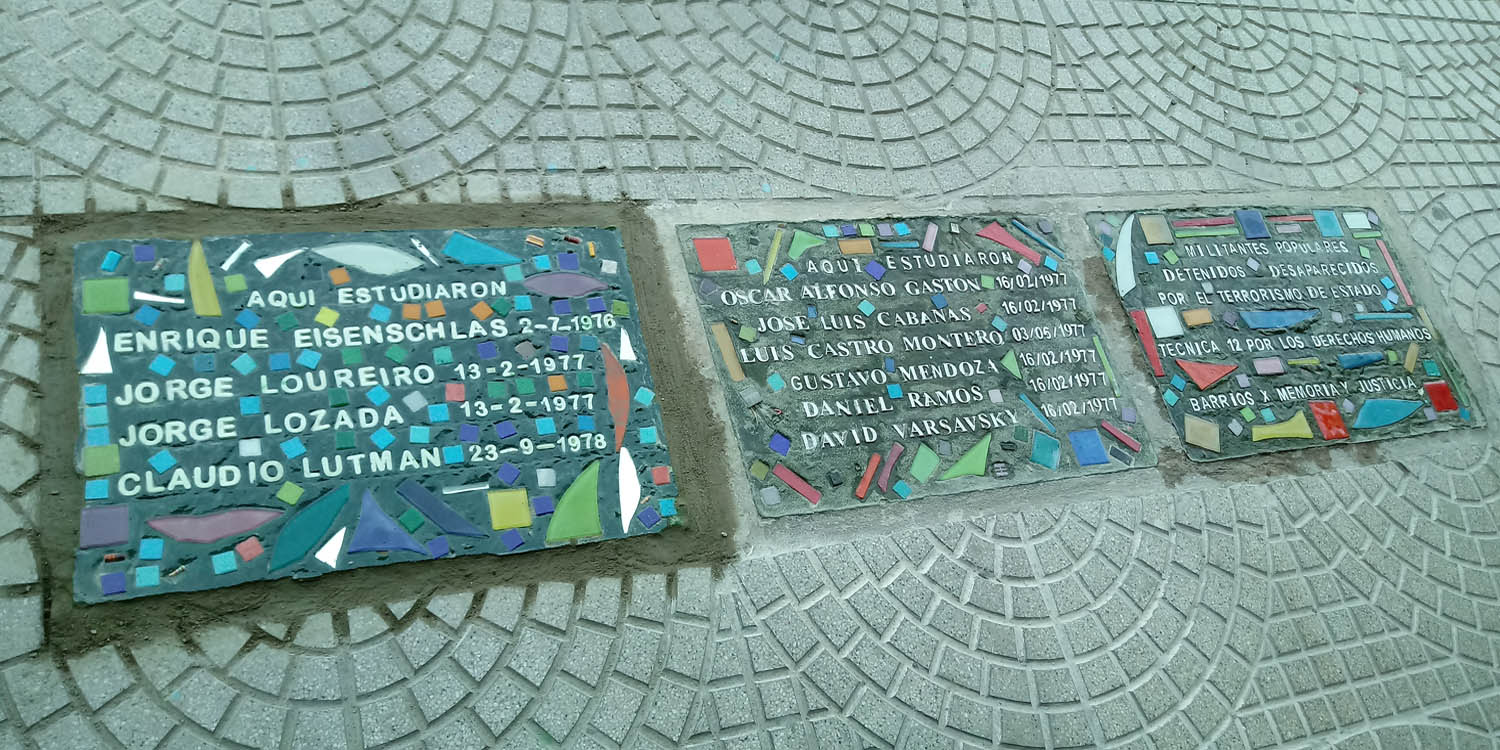 AQUI ESTUDIARON
ENRIQUE EISENSCHLAS 2-7-1976
JORGE LOUREIRO 13-2-1977
JORGE LOZADA 13-2-1977
CLAUDIO LUTMAN 23-9-1978
AQUI ESTUDIARON
OSCAR ALFONSO GASTON 16/02/1977
JOSE LUIS CABAÑAS 16/02/1977
LUIS CASTRO MONTERO 03/05/1977
GUSTAVO MENDOZA 16/02/1977
DANIEL RAMOS 16/02/1977
DAVID VARSAVSKY 16/02/1977
MILITANTES POPULARES
DETENIDOS DESAPARECIDOS
POR EL TERRORISMO DE ESTADO
TECNICA 12 POR LOS DERECHOS HUMANOS
BARRIOS X MEMORIA Y JUSTICIA